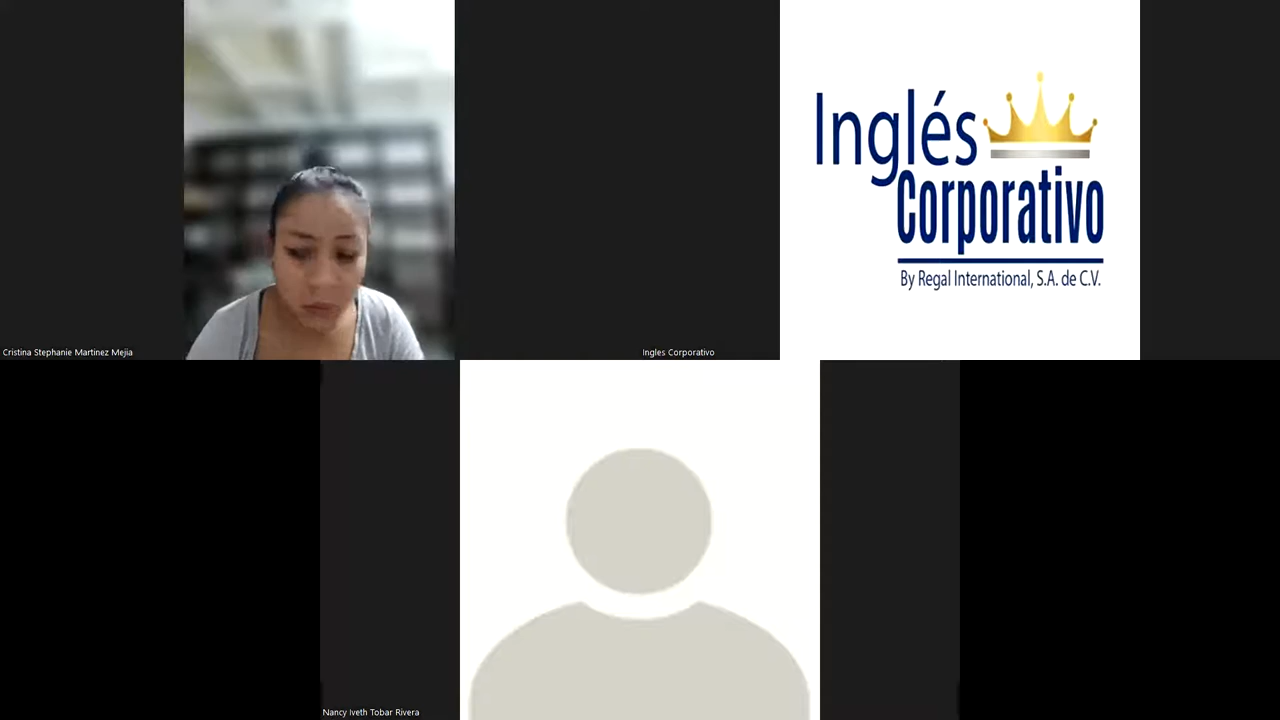 Inglés
Corporativo
By Regal International, S.A. de C.V.
Cristina Stephanie Martinez Mejia
Ingles Corporativo
Nancy Iveth Tobar Rivera